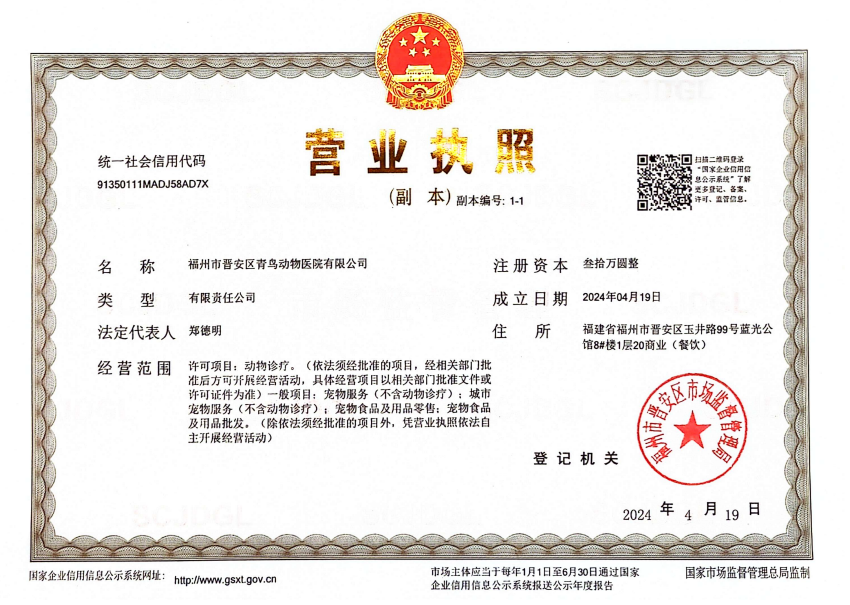 营业执照
(副 本) 副本编号: 1-1
统一社会信用代码
91350111MADJ58AD7X
扫描二维码登录
“国家企业信用信
息公示系统”了解
更多登记、备案、
许可、监管信息。
名 称 福州市晋安区青鸟动物医院有限公司
类 型 有限责任公司
法定代表人 郑德明
经营范围 许可项目：动物诊疗。（依法须经批准的项目，经相关部门批
准后方可开展经营活动，具体经营项目以相关部门批准文件或
许可证件为准）一般项目：宠物服务（不含动物诊疗）；城市
宠物服务（不含动物诊疗）；宠物食品及用品零售；宠物食品
及用品批发。（除依法须经批准的项目外，凭营业执照依法自
主开展经营活动）
注册资本 叁拾万圆整
成立日期 2024年04月19日
住 所 福建省福州市晋安区玉井路99号蓝光公
馆8#楼1层20商业（餐饮）
登记机关
福州市晋安区市场监督管理局
2024 年 4 月 19 日
国家企业信用信息公示系统网址： http://www.gsxt.gov.cn
市场主体应当于每年1月1日至6月30日通过国家
企业信用信息公示系统报送公示年度报告
国家市场监督管理总局监制
SCJDGL